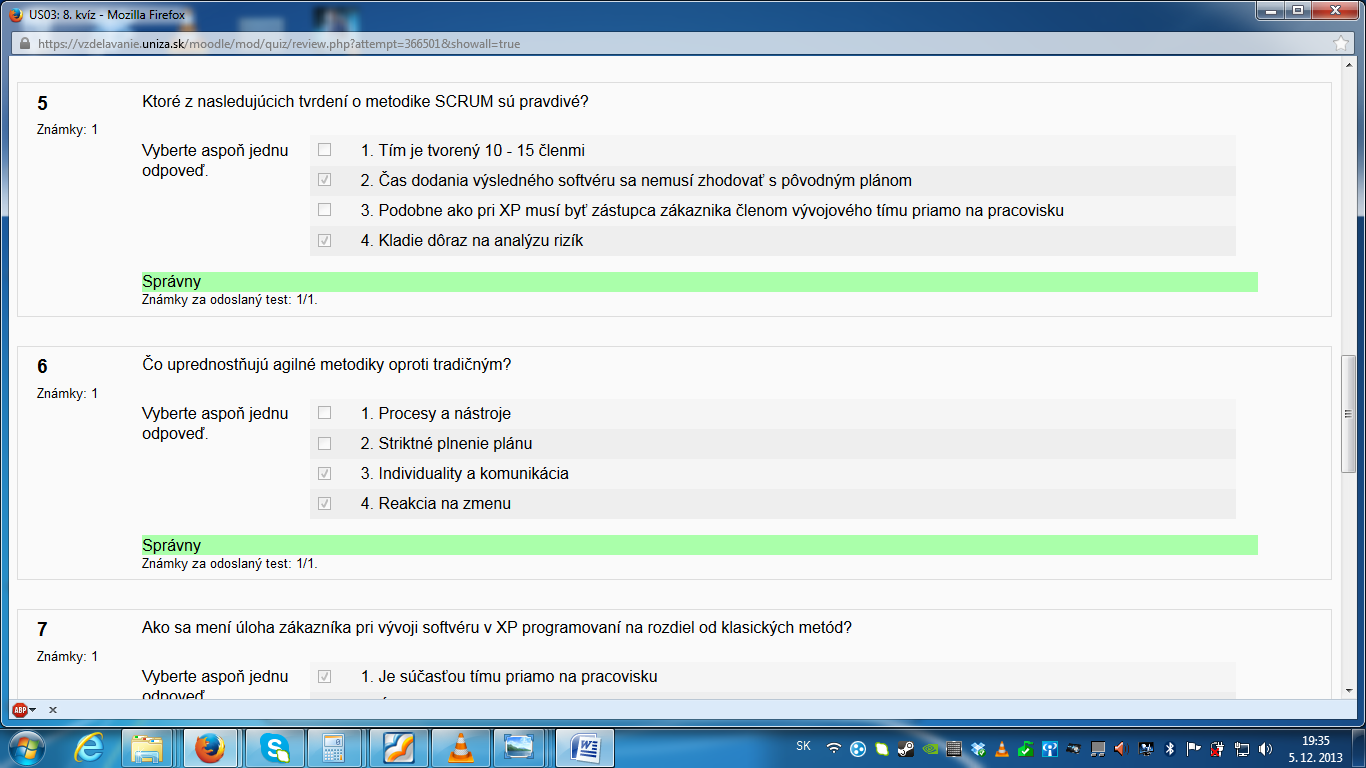 US03: 8. kvíz - Mozilla Firefox
https://vzdelavanie.uniza.sk/moodle/mod/quiz/review.php?attempt=366501&showall=true
5
Známky: 1
Ktoré z nasledujúcich tvrdení o metodike SCRUM sú pravdivé?
Vyberte aspoň jednu
odpoveď.
1. Tím je tvorený 10 - 15 členmi
2. Čas dodania výsledného softvéru sa nemusí zhodovať s pôvodným plánom
3. Podobne ako pri XP musí byť zástupca zákaznika členom vývojového tímu priamo na pracovisku
4. Kladie dôraz na analýzu rizík
Správny
Známky za odoslaný test: 1/1.
6
Známky: 1
Čo uprednostňujú agilné metodiky oproti tradičným?
Vyberte aspoň jednu
odpoveď.
1. Procesy a nástroje
2. Striktné plnenie plánu
3. Individuality a komunikácia
4. Reakcia na zmenu
Správny
Známky za odoslaný test: 1/1.
7
Známky: 1
Ako sa mení úloha zákazníka pri vývoji softvéru v XP programovaní na rozdiel od klasických metód?
Vyberte aspoň jednu
odpoveď.
1. Je súčasťou tímu priamo na pracovisku
ABP
SK
19:35
5. 12. 2013